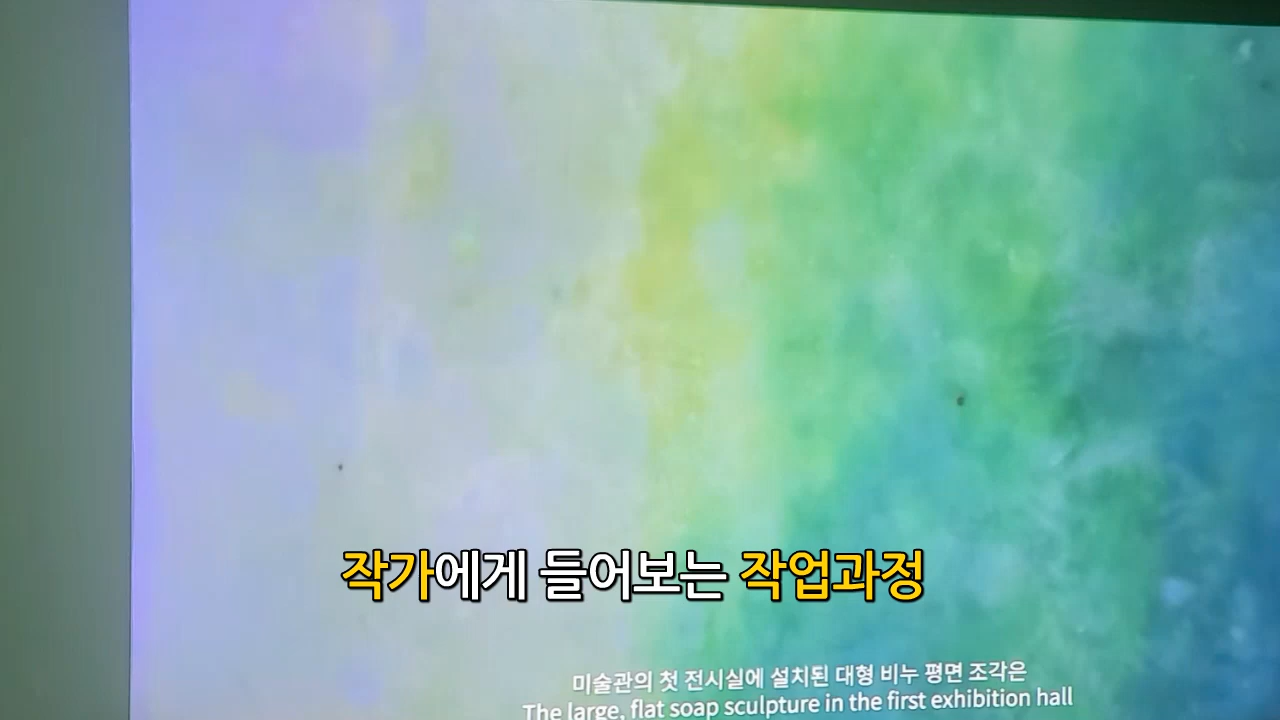 작가에게 들어보는 작업과정
미술관의 첫 전시실에 설치된 대형 비누 평면 조각은
The large, flat soap sculpture in the first exhibition hall